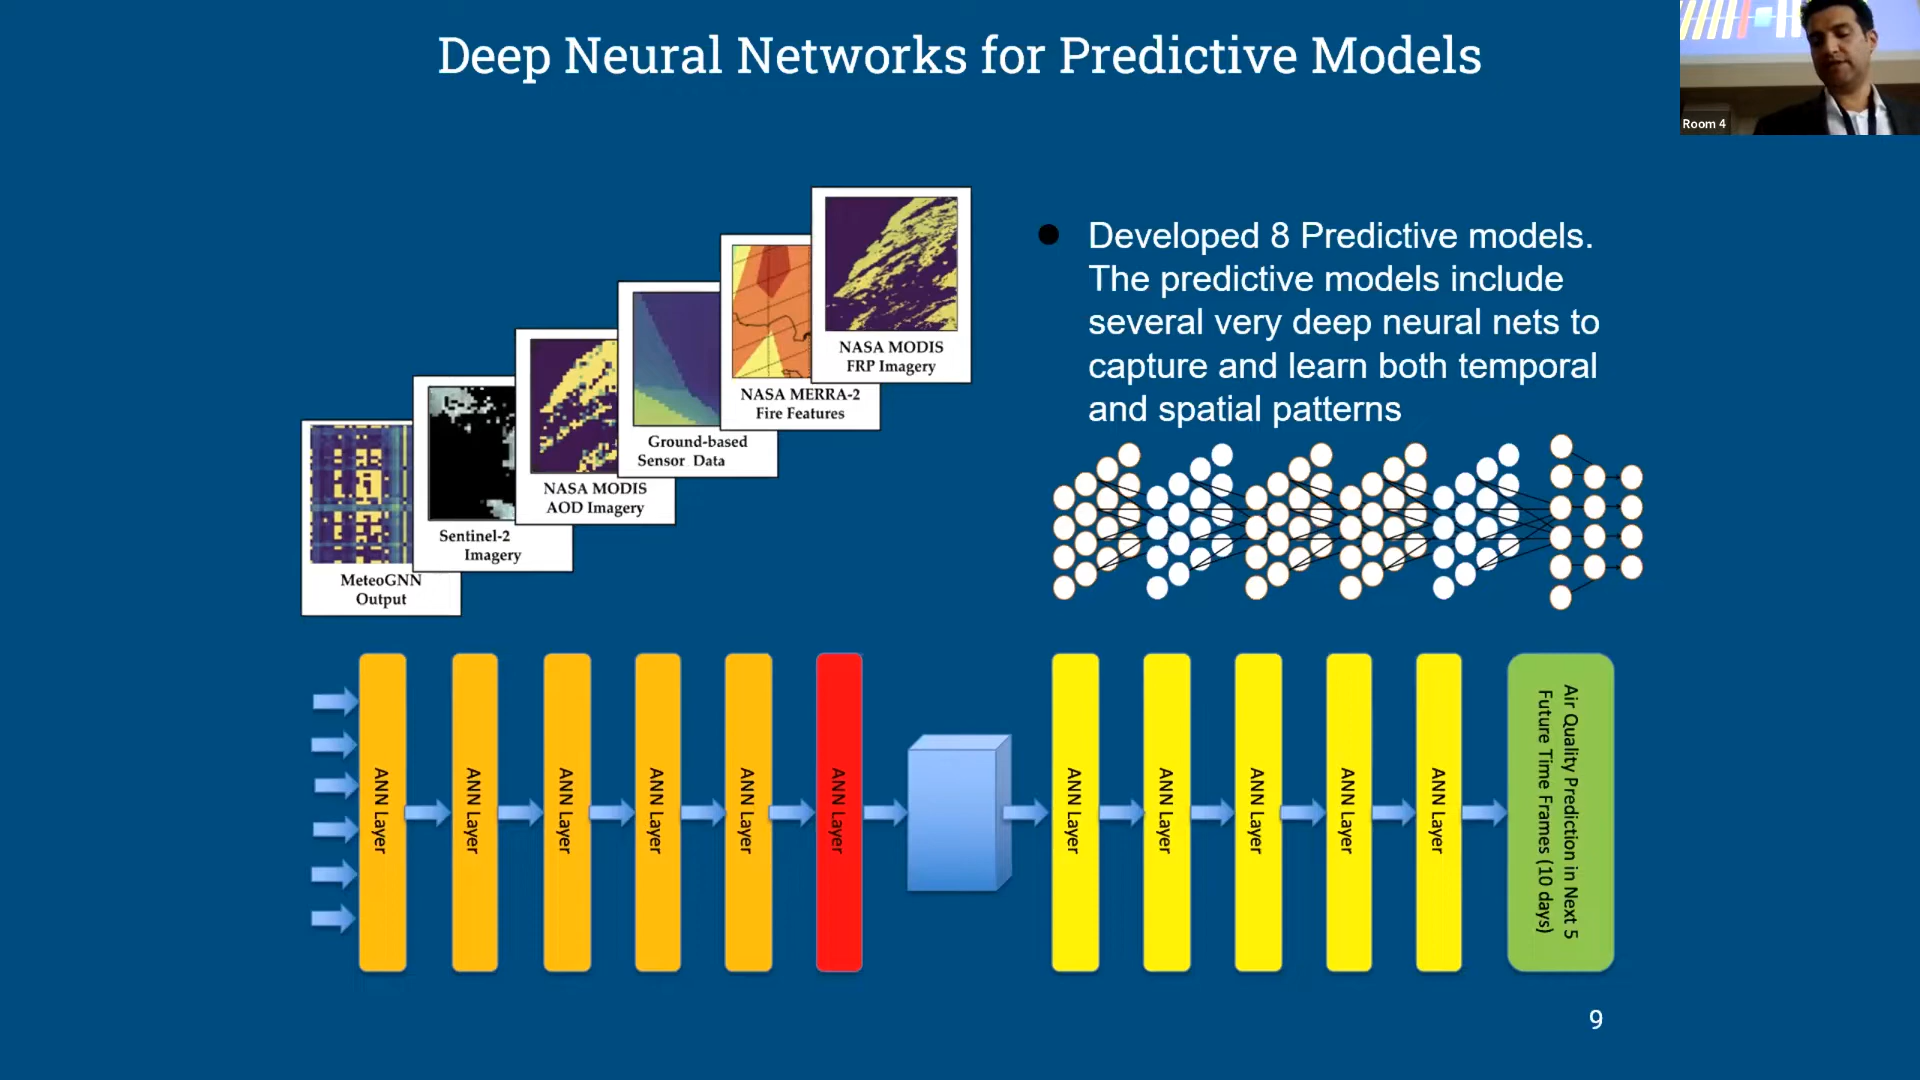 Deep Neural Networks for Predictive Models
Room 4
Developed 8 Predictive models.
The predictive models include
several very deep neural nets to
capture and learn both temporal
and spatial patterns
NASA MODIS
FRP Imagery
NASA MERRA-2
Fire Features
Ground-based
Sensor Data
NASA MODIS
AOD Imagery
Sentinel-2
Imagery
MeteoGNN
Output
ANN Layer
ANN Layer
ANN Layer
ANN Layer
ANN Layer
ANN Layer
ANN Layer
ANN Layer
ANN Layer
ANN Layer
ANN Layer
Air Quality Prediction in Next 5
Future Time Frames (10 days)
9